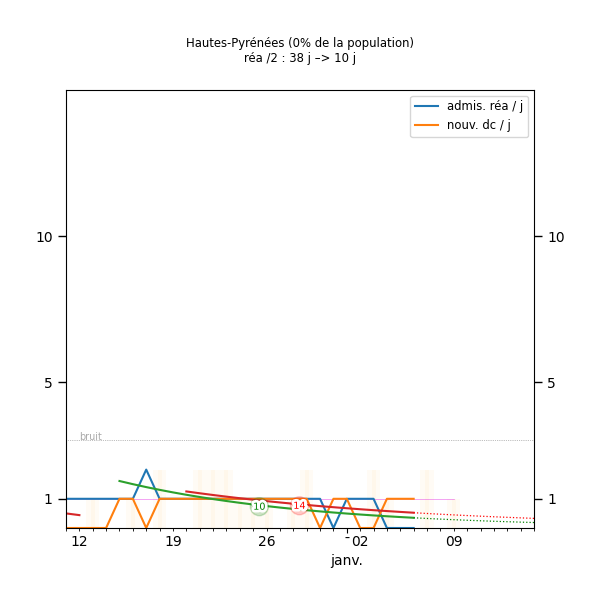 Hautes-Pyrénées (0% de la population)
réa /2 : 38 j –> 10 j
admis. réa / j
nouv. dc / j
10
10
5
5
bruit
1
1
10
14
12
19
26
02
09
janv.